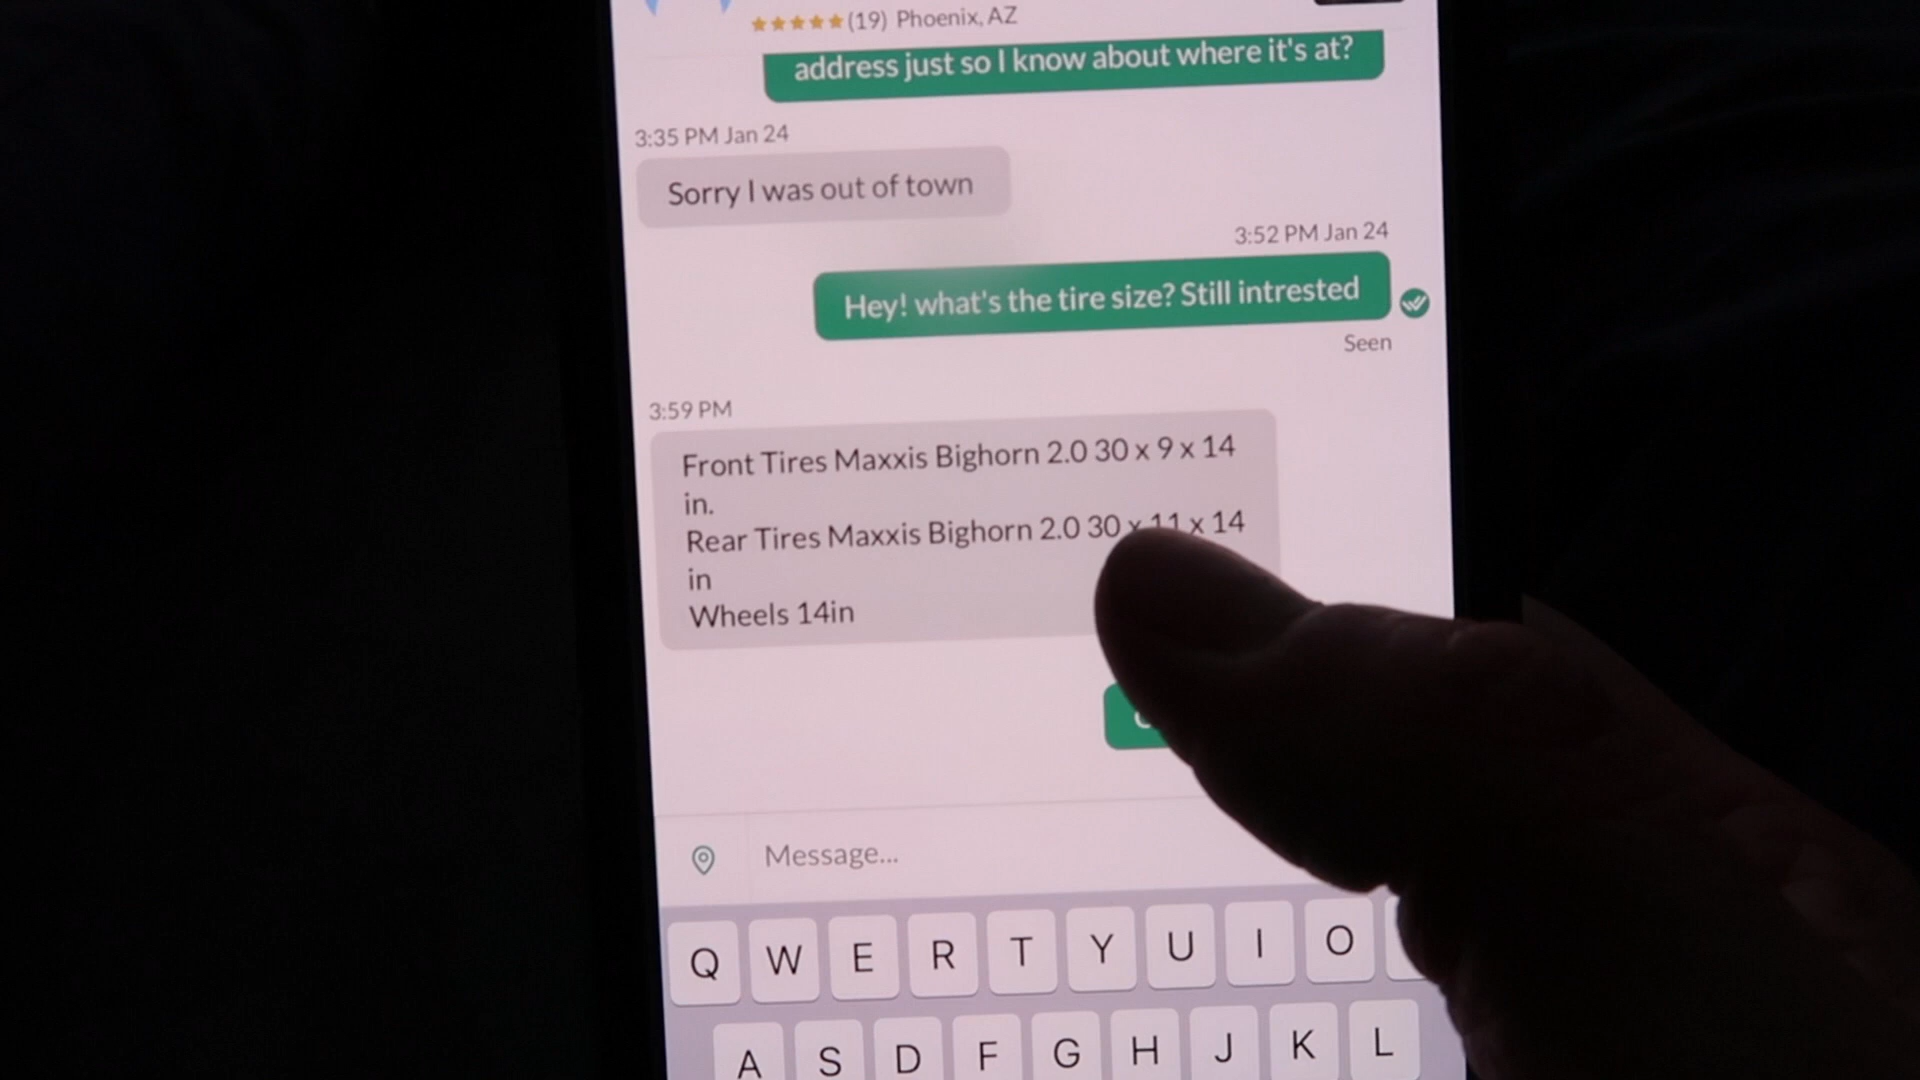 (19) Phoenix, AZ
address just so I know about where it's at?
3:35 PM Jan 24
Sorry I was out of town
3:52 PM Jan 24
Hey! what's the tire size? Still intrested
Seen
3:59 PM
Front Tires Maxxis Bighorn 2.0 30 x 9 x 14
in.
Rear Tires Maxxis Bighorn 2.0 30 x 11 x 14
in
Wheels 14in
Message...
Q W E R T Y U I O
A S D F G H J K L